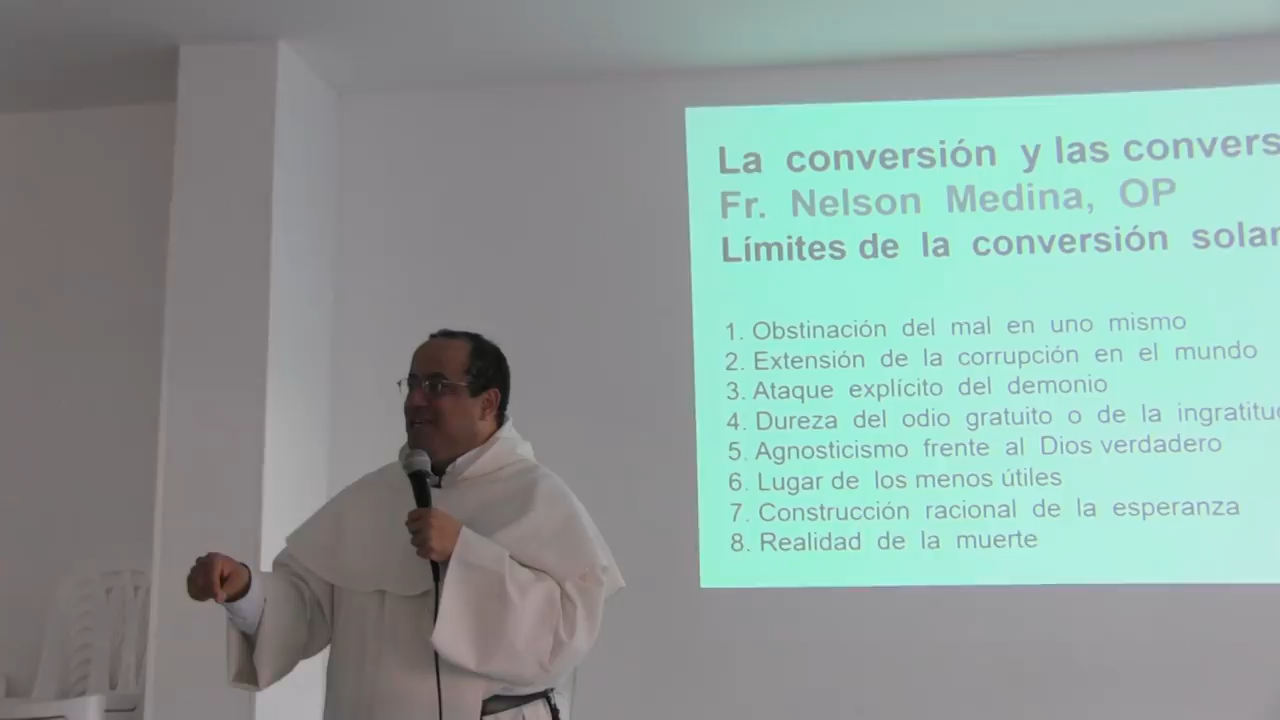 La conversión y las convers
Fr. Nelson Medina, OP
Límites de la conversión solar
1. Obstinación del mal en uno mismo
2. Extensión de la corrupción en el mundo
3. Ataque explícito del demonio
4. Dureza del odio gratuito o de la ingratitu
5. Agnosticismo frente al Dios verdadero
6. Lugar de los menos útiles
7. Construcción racional de la esperanza
8. Realidad de la muerte